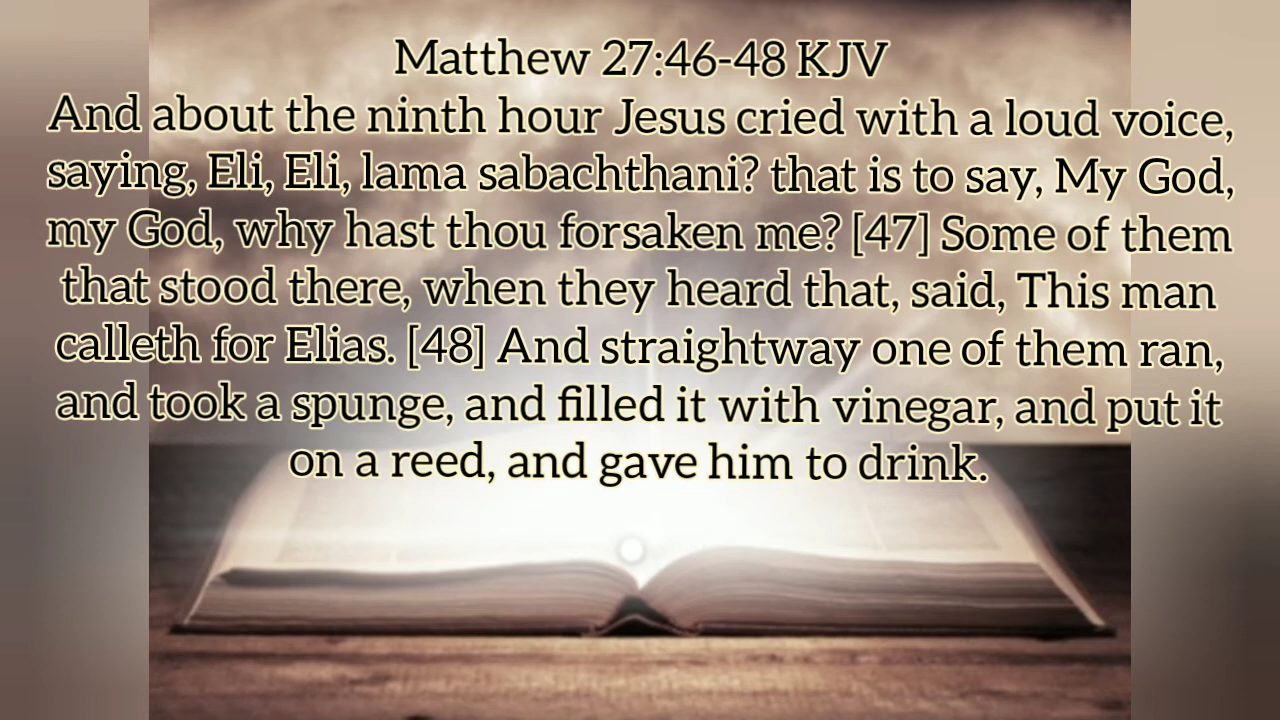 Matthew 27:46-48 KJV
And about the ninth hour Jesus cried with a loud voice,
saying, Eli, Eli, lama sabachthani? that is to say, My God,
my God, why hast thou forsaken me? [47] Some of them
that stood there, when they heard that, said, This man
calleth for Elias. [48] And straightway one of them ran,
and took a spunge, and filled it with vinegar, and put it
on a reed, and gave him to drink.